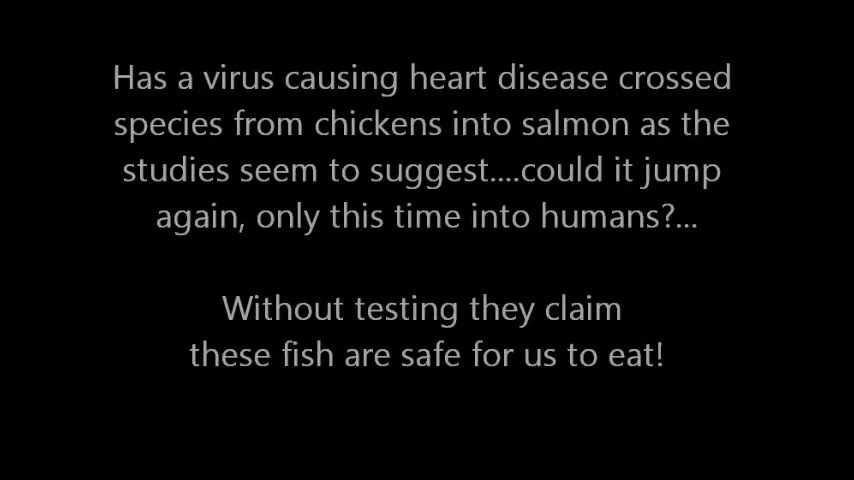 Has a virus causing heart disease crossed
species from chickens into salmon as the
studies seem to suggest....could it jump
again, only this time into humans?...
Without testing they claim
these fish are safe for us to eat!